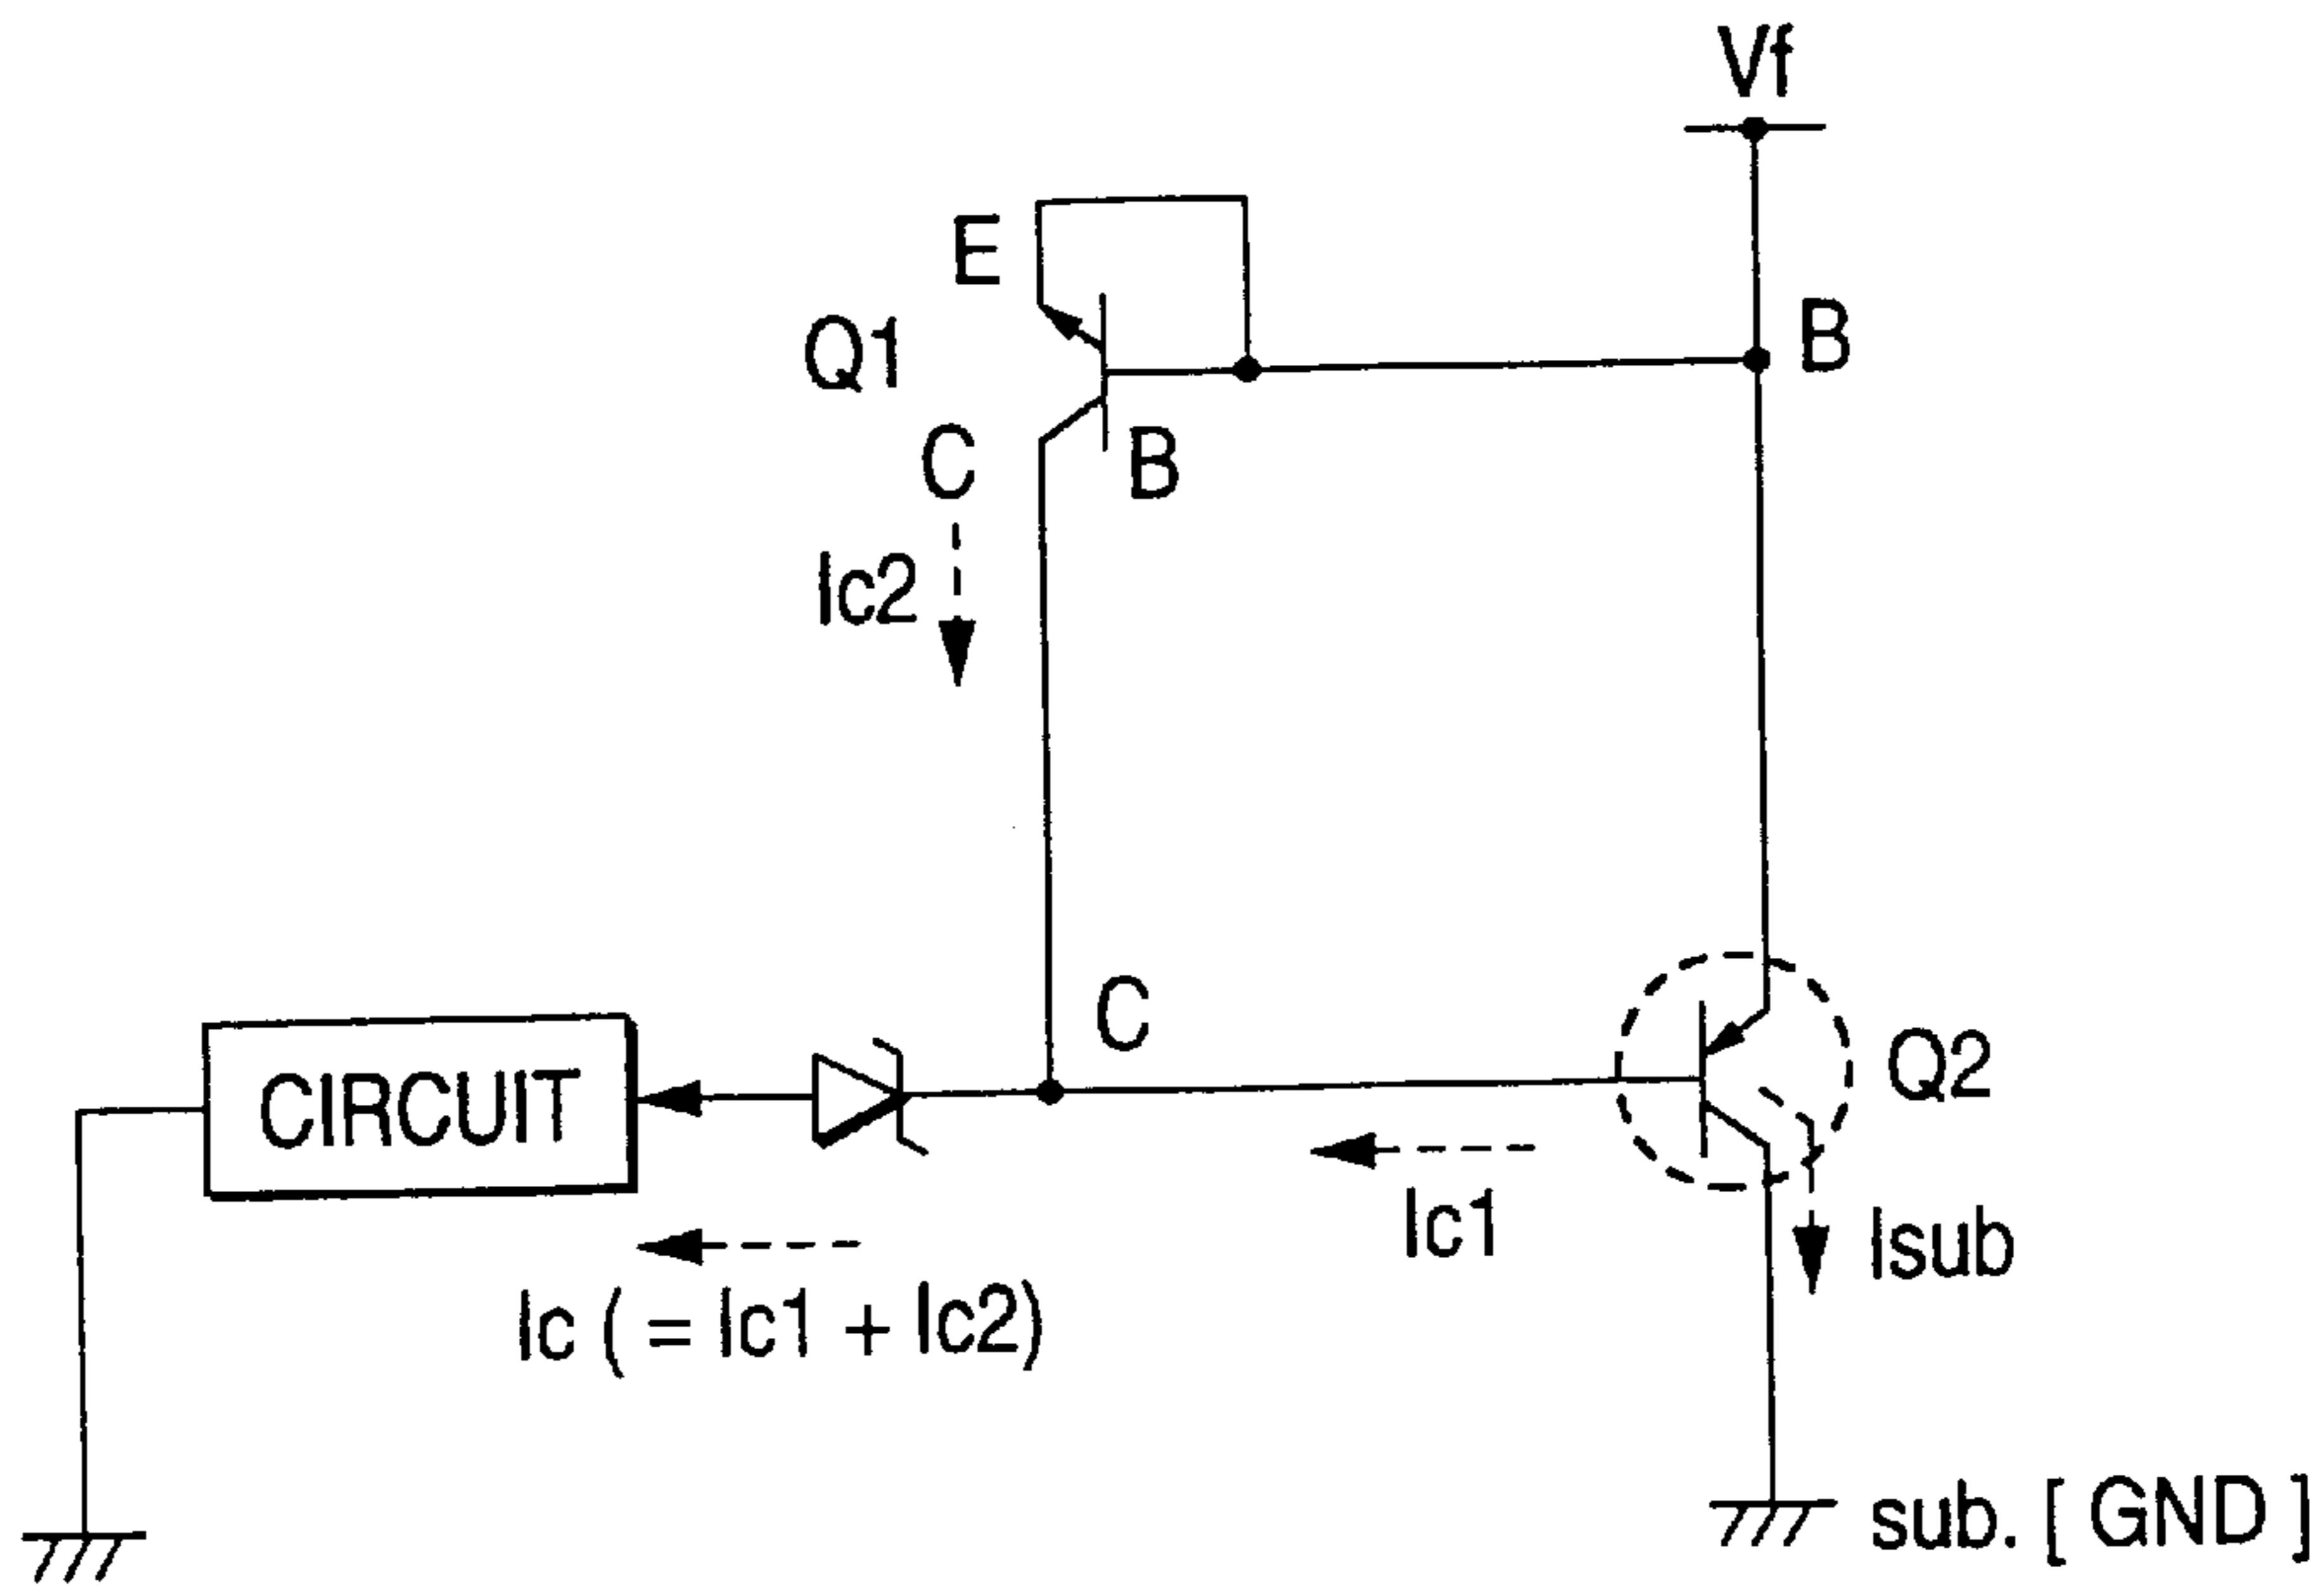 Vf
E
Q1
B
C
B
Ic2
C
CIRCUIT
Q2
Ic1
Isub
Ic ( = Ic1 + Ic2)
sub. [ GND ]